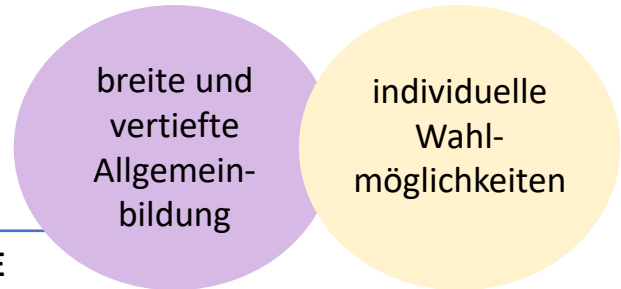 breite und
vertiefte
Allgemein-
bildung
individuelle
Wahl-
möglichkeiten
E